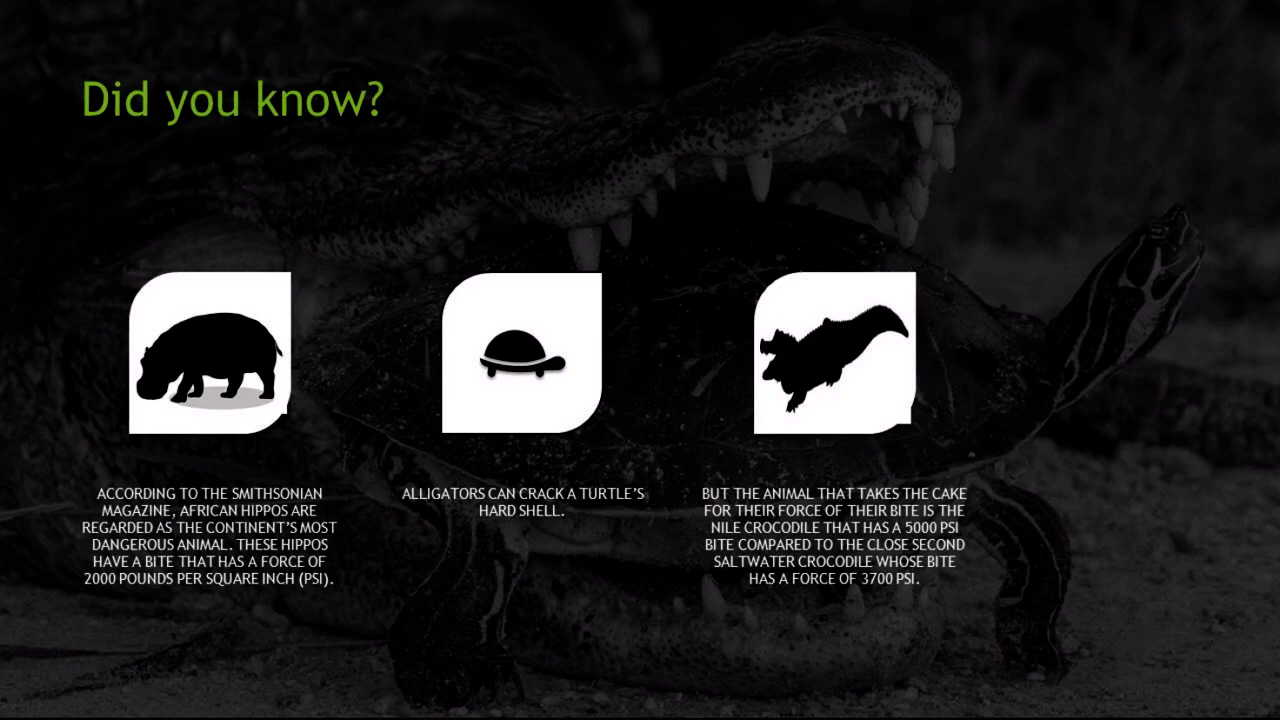 Did you know?
ACCORDING TO THE SMITHSONIAN
MAGAZINE, AFRICAN HIPPOS ARE
REGARDED AS THE CONTINENT'S MOST
DANGEROUS ANIMAL. THESE HIPPOS
HAVE A BITE THAT HAS A FORCE OF
2000 POUNDS PER SQUARE INCH (PSI).
ALLIGATORS CAN CRACK A TURTLE'S
HARD SHELL.
BUT THE ANIMAL THAT TAKES THE CAKE
FOR THEIR FORCE OF THEIR BITE IS THE
NILE CROCODILE THAT HAS A 5000 PSI
BITE COMPARED TO THE CLOSE SECOND
SALTWATER CROCODILE WHOSE BITE
HAS A FORCE OF 3700 PSI.